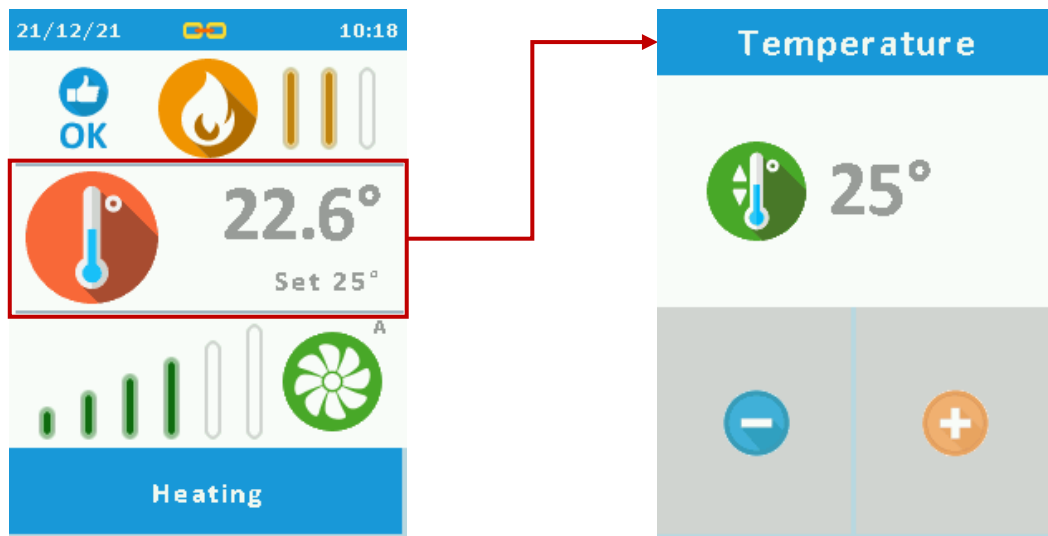 21/12/21 10:18
OK
22.6°
Set 25°
A
Heating
Temperature
25°